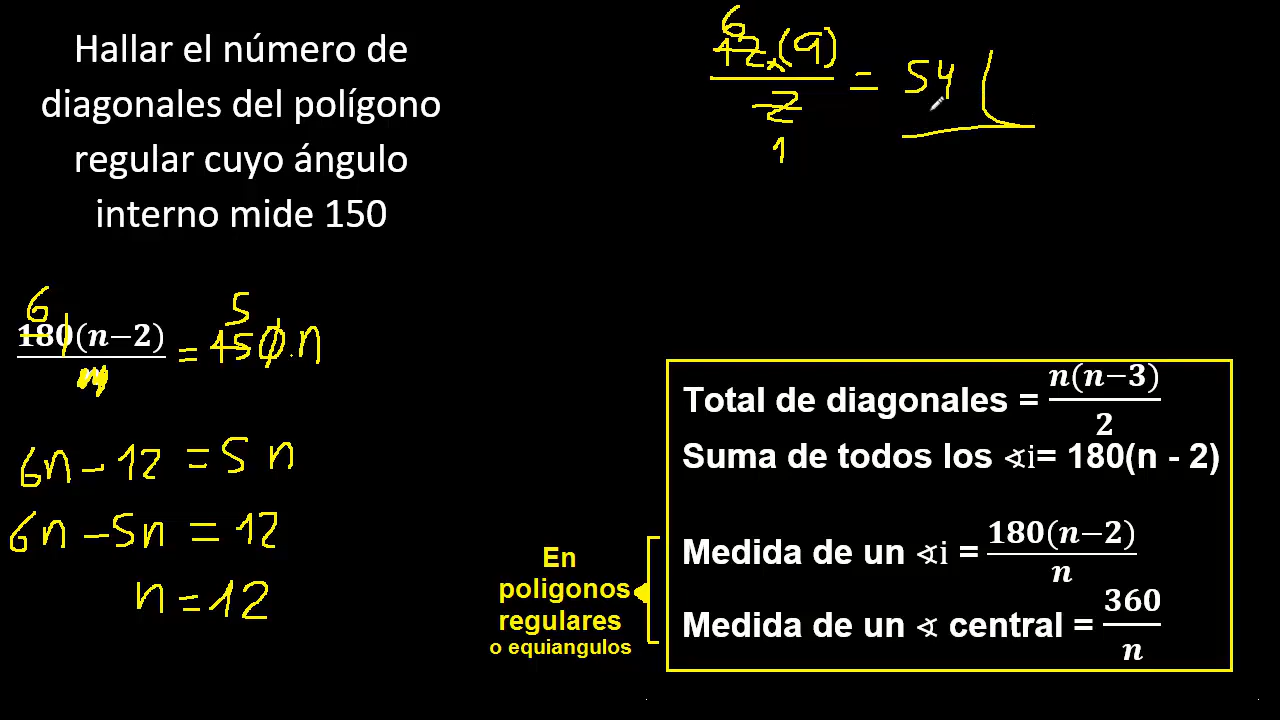 Hallar el número de
diagonales del polígono
regular cuyo ángulo
interno mide 150
6 12 . (9) / 2 1 = 54
6 180(n−2) / n = 5 150 . n
6n − 12 = 5 n
6n − 5n = 12
n = 12
Total de diagonales = n(n−3) / 2
Suma de todos los ∢i= 180(n - 2)
En
poligonos
regulares
o equiangulos
Medida de un ∢i = 180(n−2) / n
Medida de un ∢ central = 360 / n